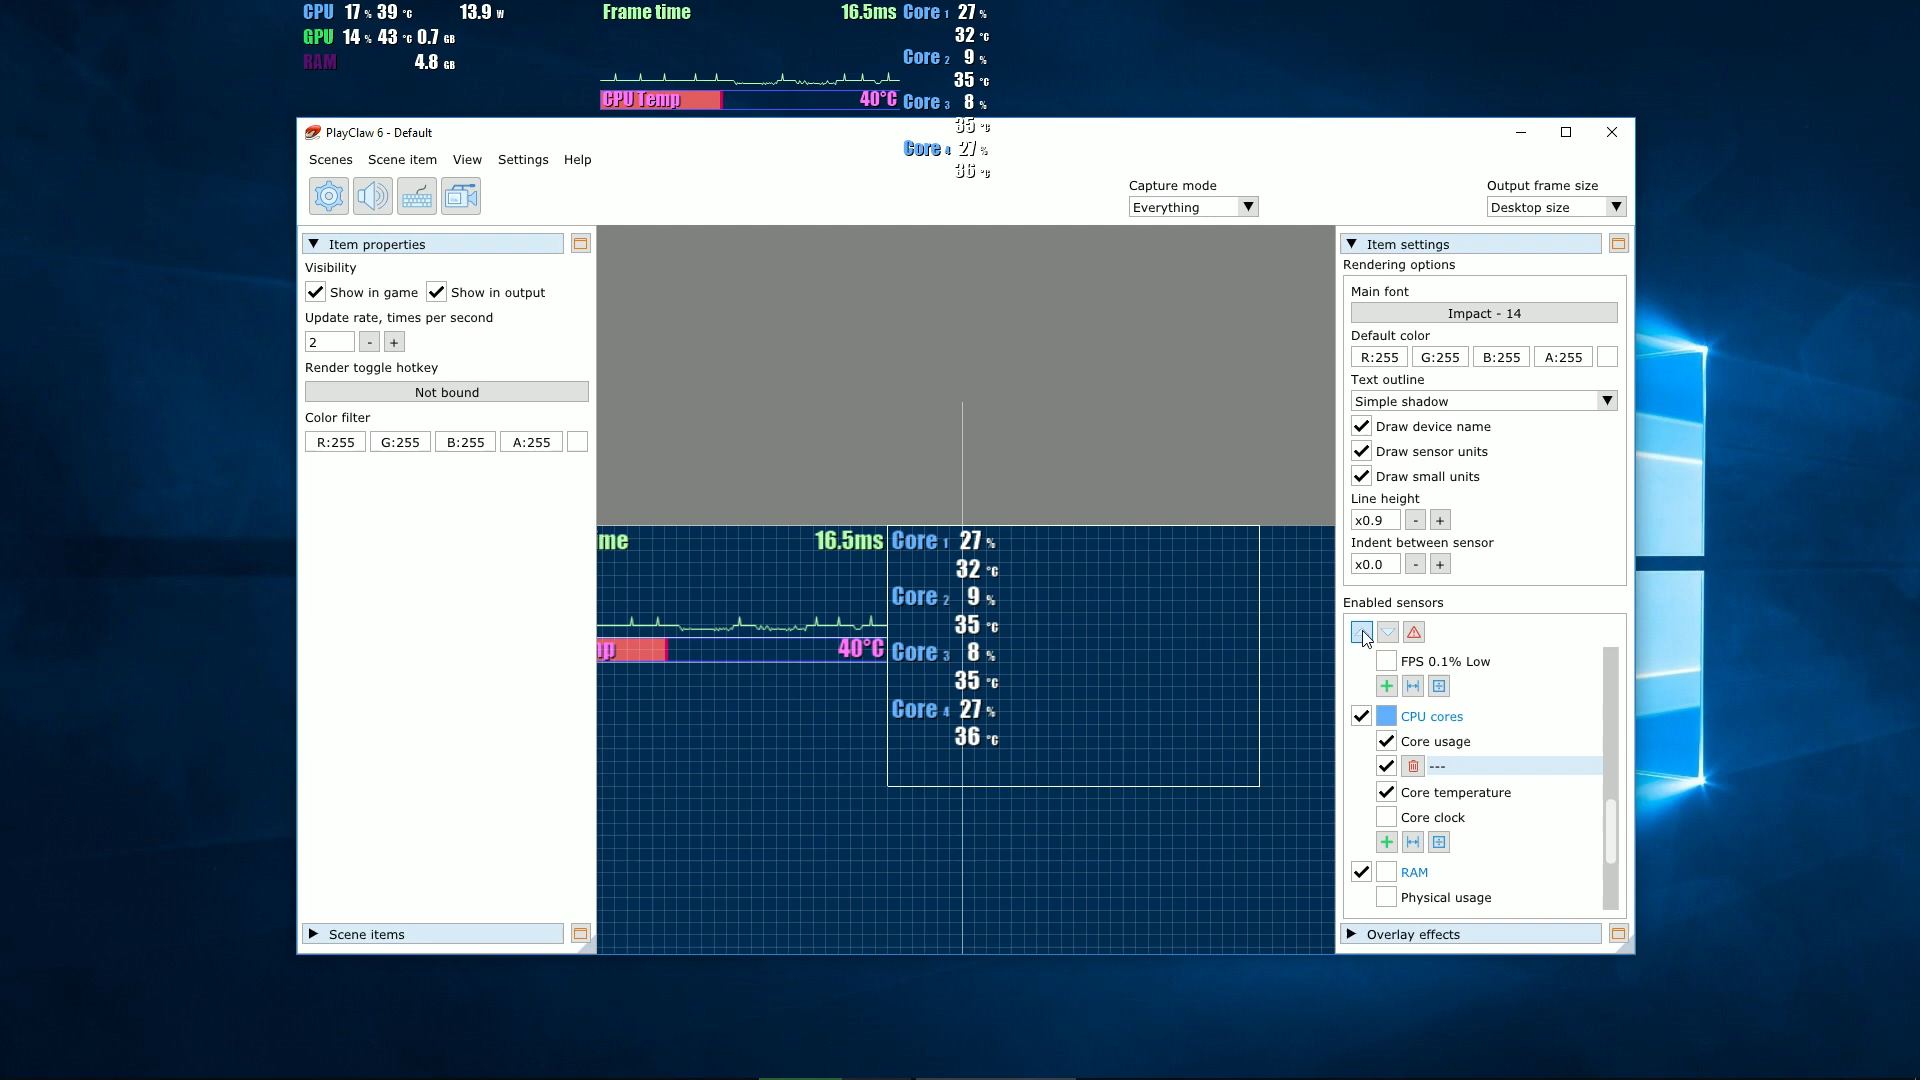 CPU 17 % 39 °C 13.9 W
GPU 14 % 43 °C 0.7 GB
RAM 4.8 GB
Frame time 16.5ms
CPU Temp 40°C
Core 1 27 %
32 °C
Core 2 9 %
35 °C
Core 3 8 %
35 °C
Core 4 27 %
36 °C
PlayClaw 6 - Default
Scenes Scene item View Settings Help
Capture mode
Everything
Output frame size
Desktop size
Item properties
Visibility
Show in game Show in output
Update rate, times per second
2 - +
Render toggle hotkey
Not bound
Color filter
R:255 G:255 B:255 A:255
Scene items
me 16.5ms
mp 40°C
Core 1 27 %
32 °C
Core 2 9 %
35 °C
Core 3 8 %
35 °C
Core 4 27 %
36 °C
Item settings
Rendering options
Main font
Impact - 14
Default color
R:255 G:255 B:255 A:255
Text outline
Simple shadow
Draw device name
Draw sensor units
Draw small units
Line height
x0.9 - +
Indent between sensor
x0.0 - +
Enabled sensors
FPS 0.1% Low
CPU cores
Core usage
---
Core temperature
Core clock
RAM
Physical usage
Overlay effects